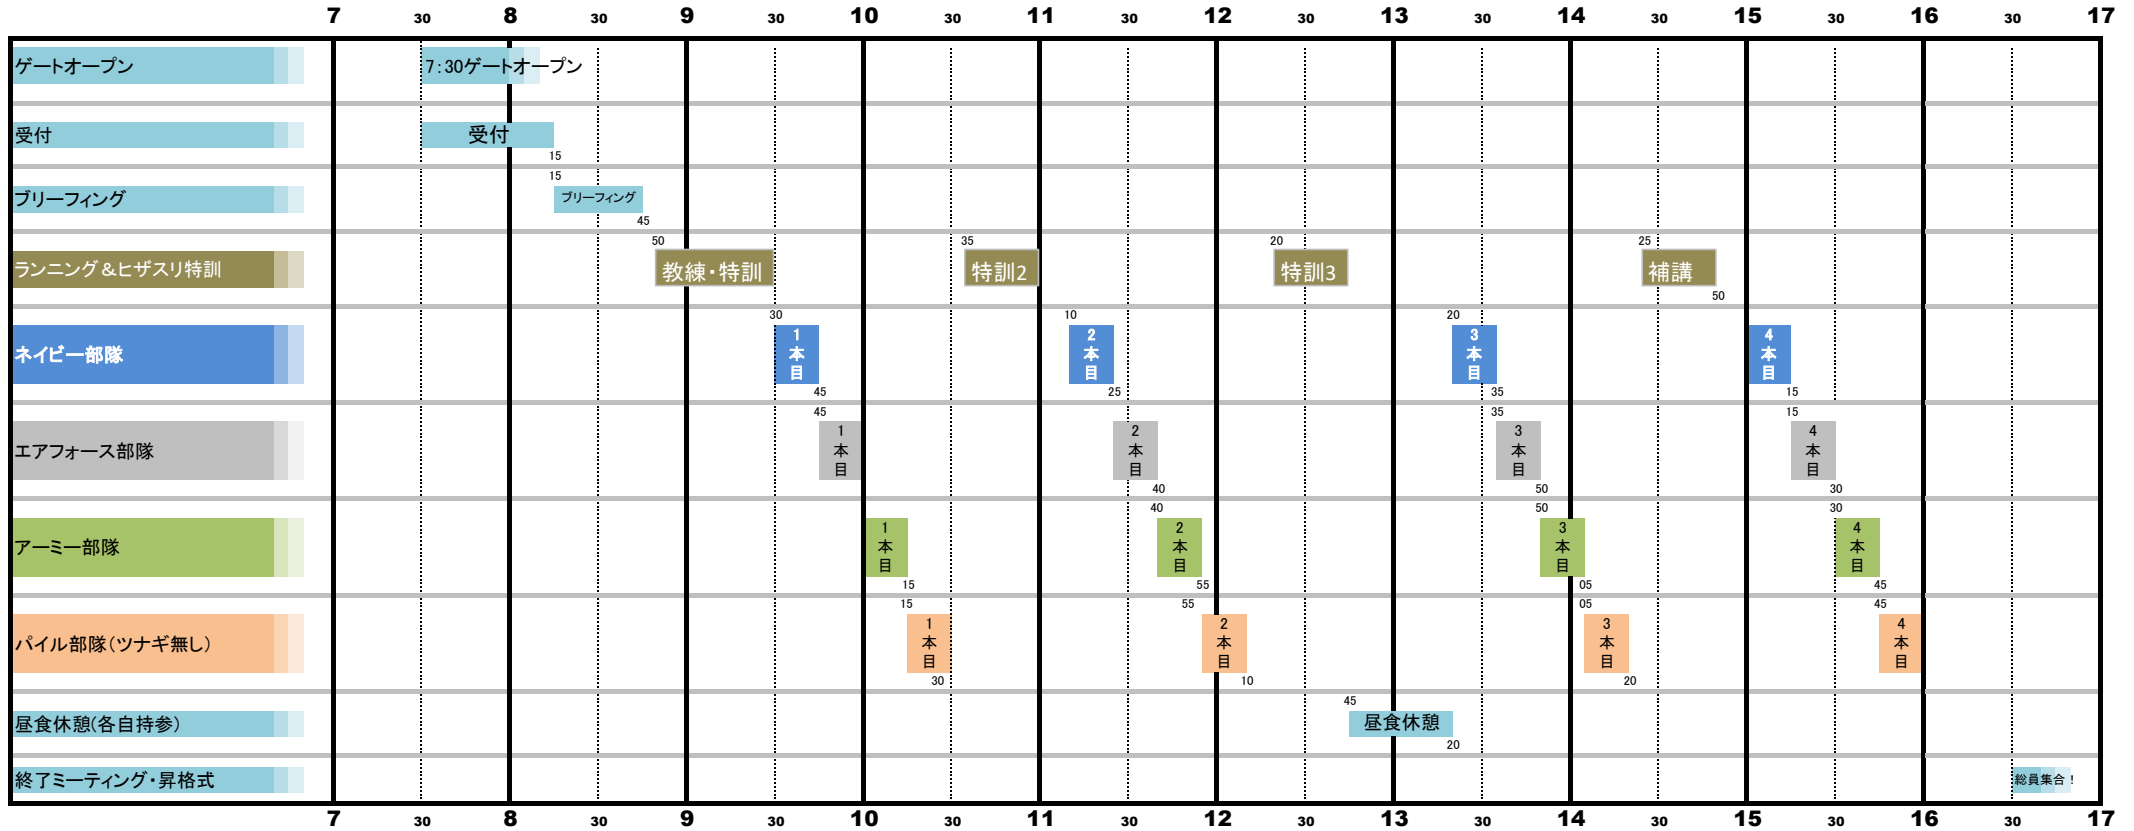 7 30 8 30 9 30 10 30 11 30 12 30 13 30 14 30 15 30 16 30 17
ゲートオープン 7:30ゲートオープン
受付 受付
15
ブリーフィング 15 ブリーフィング
45
50 35 20 25
ランニング&ヒザスリ特訓 教練・特訓 特訓2 特訓3 補講
50
30 10 20
ネイビー部隊 1本目 2本目 3本目 4本目
45 25 35 15
45 35 15
エアフォース部隊 1本目 2本目 3本目 4本目
40 50 30
40 50 30
アーミー部隊 1本目 2本目 3本目 4本目
15 55 05 45
15 55 05 45
パイル部隊(ツナギ無し) 1本目 2本目 3本目 4本目
30 10 20
45
昼食休憩(各自持参) 昼食休憩
20
終了ミーティング・昇格式 総員集合!
7 30 8 30 9 30 10 30 11 30 12 30 13 30 14 30 15 30 16 30 17